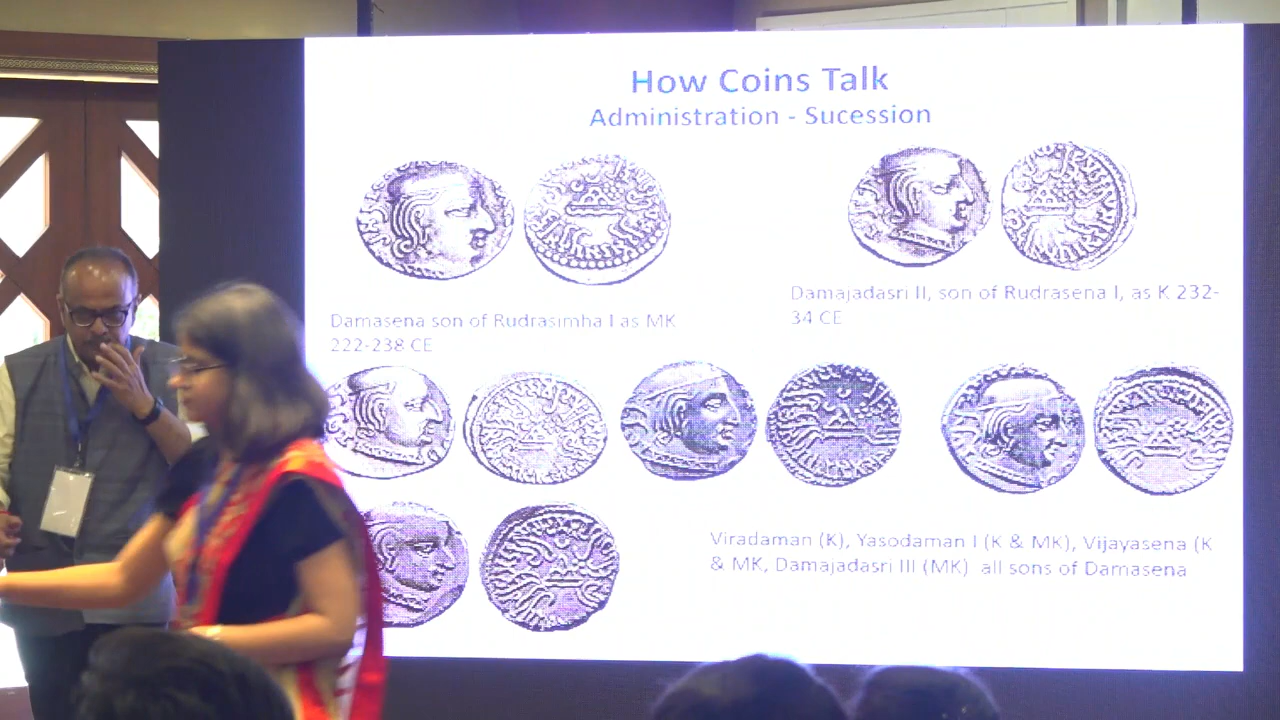 How Coins Talk
Administration - Sucession
Damasena son of Rudrasimha I as MK
222-238 CE
Damajadasri II, son of Rudrasena I, as K 232-
34 CE
Viradaman (K), Yasodaman I (K & MK), Vijayasena (K
& MK, Damajadasri III (MK) all sons of Damasena